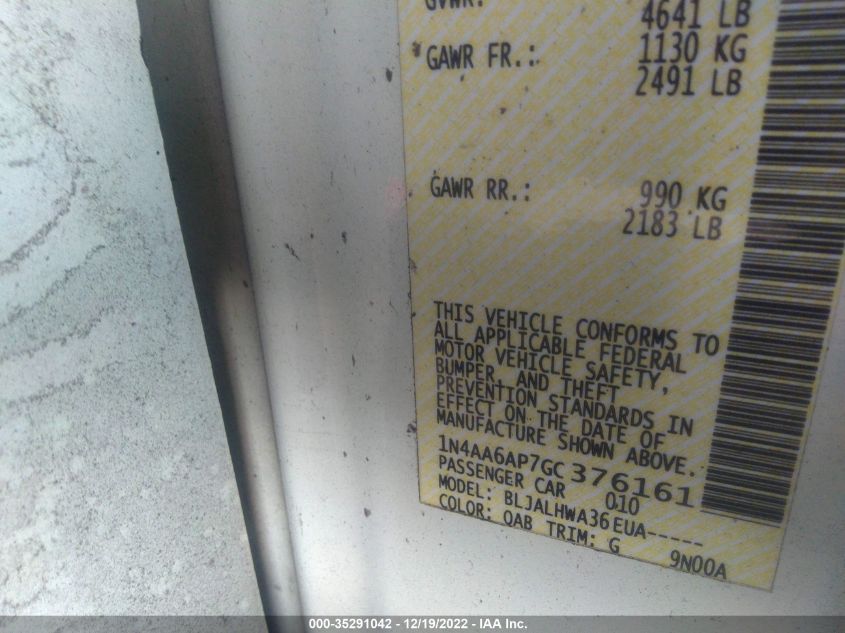 GVWR:
4641 LB
GAWR FR.: 1130 KG
2491 LB
GAWR RR.: 990 KG
2183 LB
THIS VEHICLE CONFORMS TO
ALL APPLICABLE FEDERAL
MOTOR VEHICLE SAFETY,
BUMPER, AND THEFT
PREVENTION STANDARDS IN
EFFECT ON THE DATE OF
MANUFACTURE SHOWN ABOVE.
1N4AA6AP7GC376161
PASSENGER CAR 010
MODEL: BLJALHWA36EUA-----
COLOR: QAB TRIM: G 9N00A
000-35291042 - 12/19/2022 - IAA Inc.